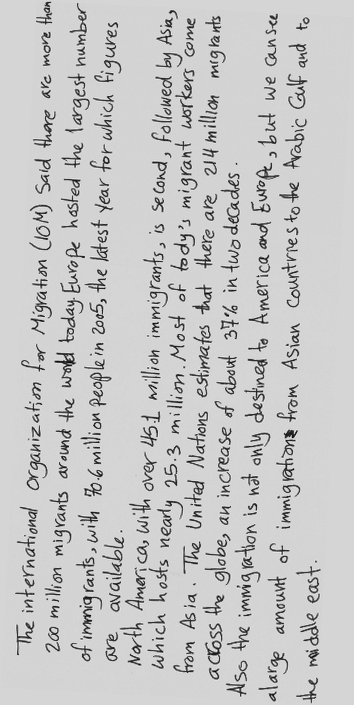 The international Organization for Migration (IOM) Said there are more than
200 million migrants around the world today. Europe hosted the largest number
of immigrants, with 70.6 million people in 2005, the latest year for which figures
are available.
North America, with over 45.1 million immigrants, is second, followed by Asia,
which hosts nearly 25.3 million. Most of tody's migrant workers come
from Asia. The United Nations estimates that there are 214 million migrants
across the globe, an increase of about 37% in two decades.
Also the immigration is not only destined to America and Europe, but we can see
a large amount of immigrations from Asian Countries to the Arabic Gulf and to
the middle east.